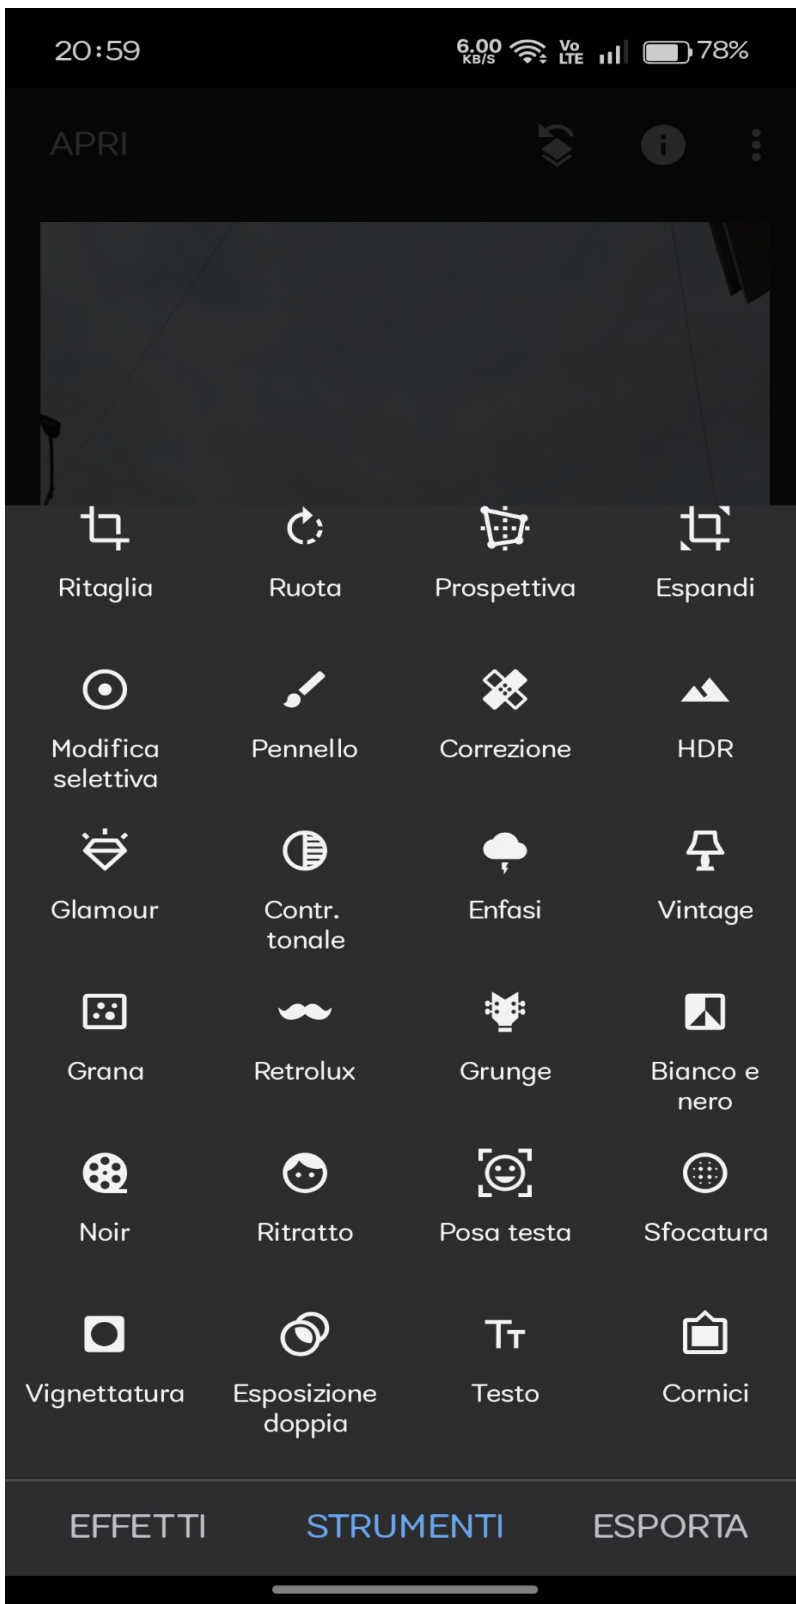 20:59 6.00 KB/S Vo LTE 78%
APRI
Ritaglia Ruota Prospettiva Espandi
Modifica selettiva Pennello Correzione HDR
Glamour Contr. tonale Enfasi Vintage
Grana Retrolux Grunge Bianco e nero
Noir Ritratto Posa testa Sfocatura
Vignettatura Esposizione doppia Testo Cornici
EFFETTI STRUMENTI ESPORTA